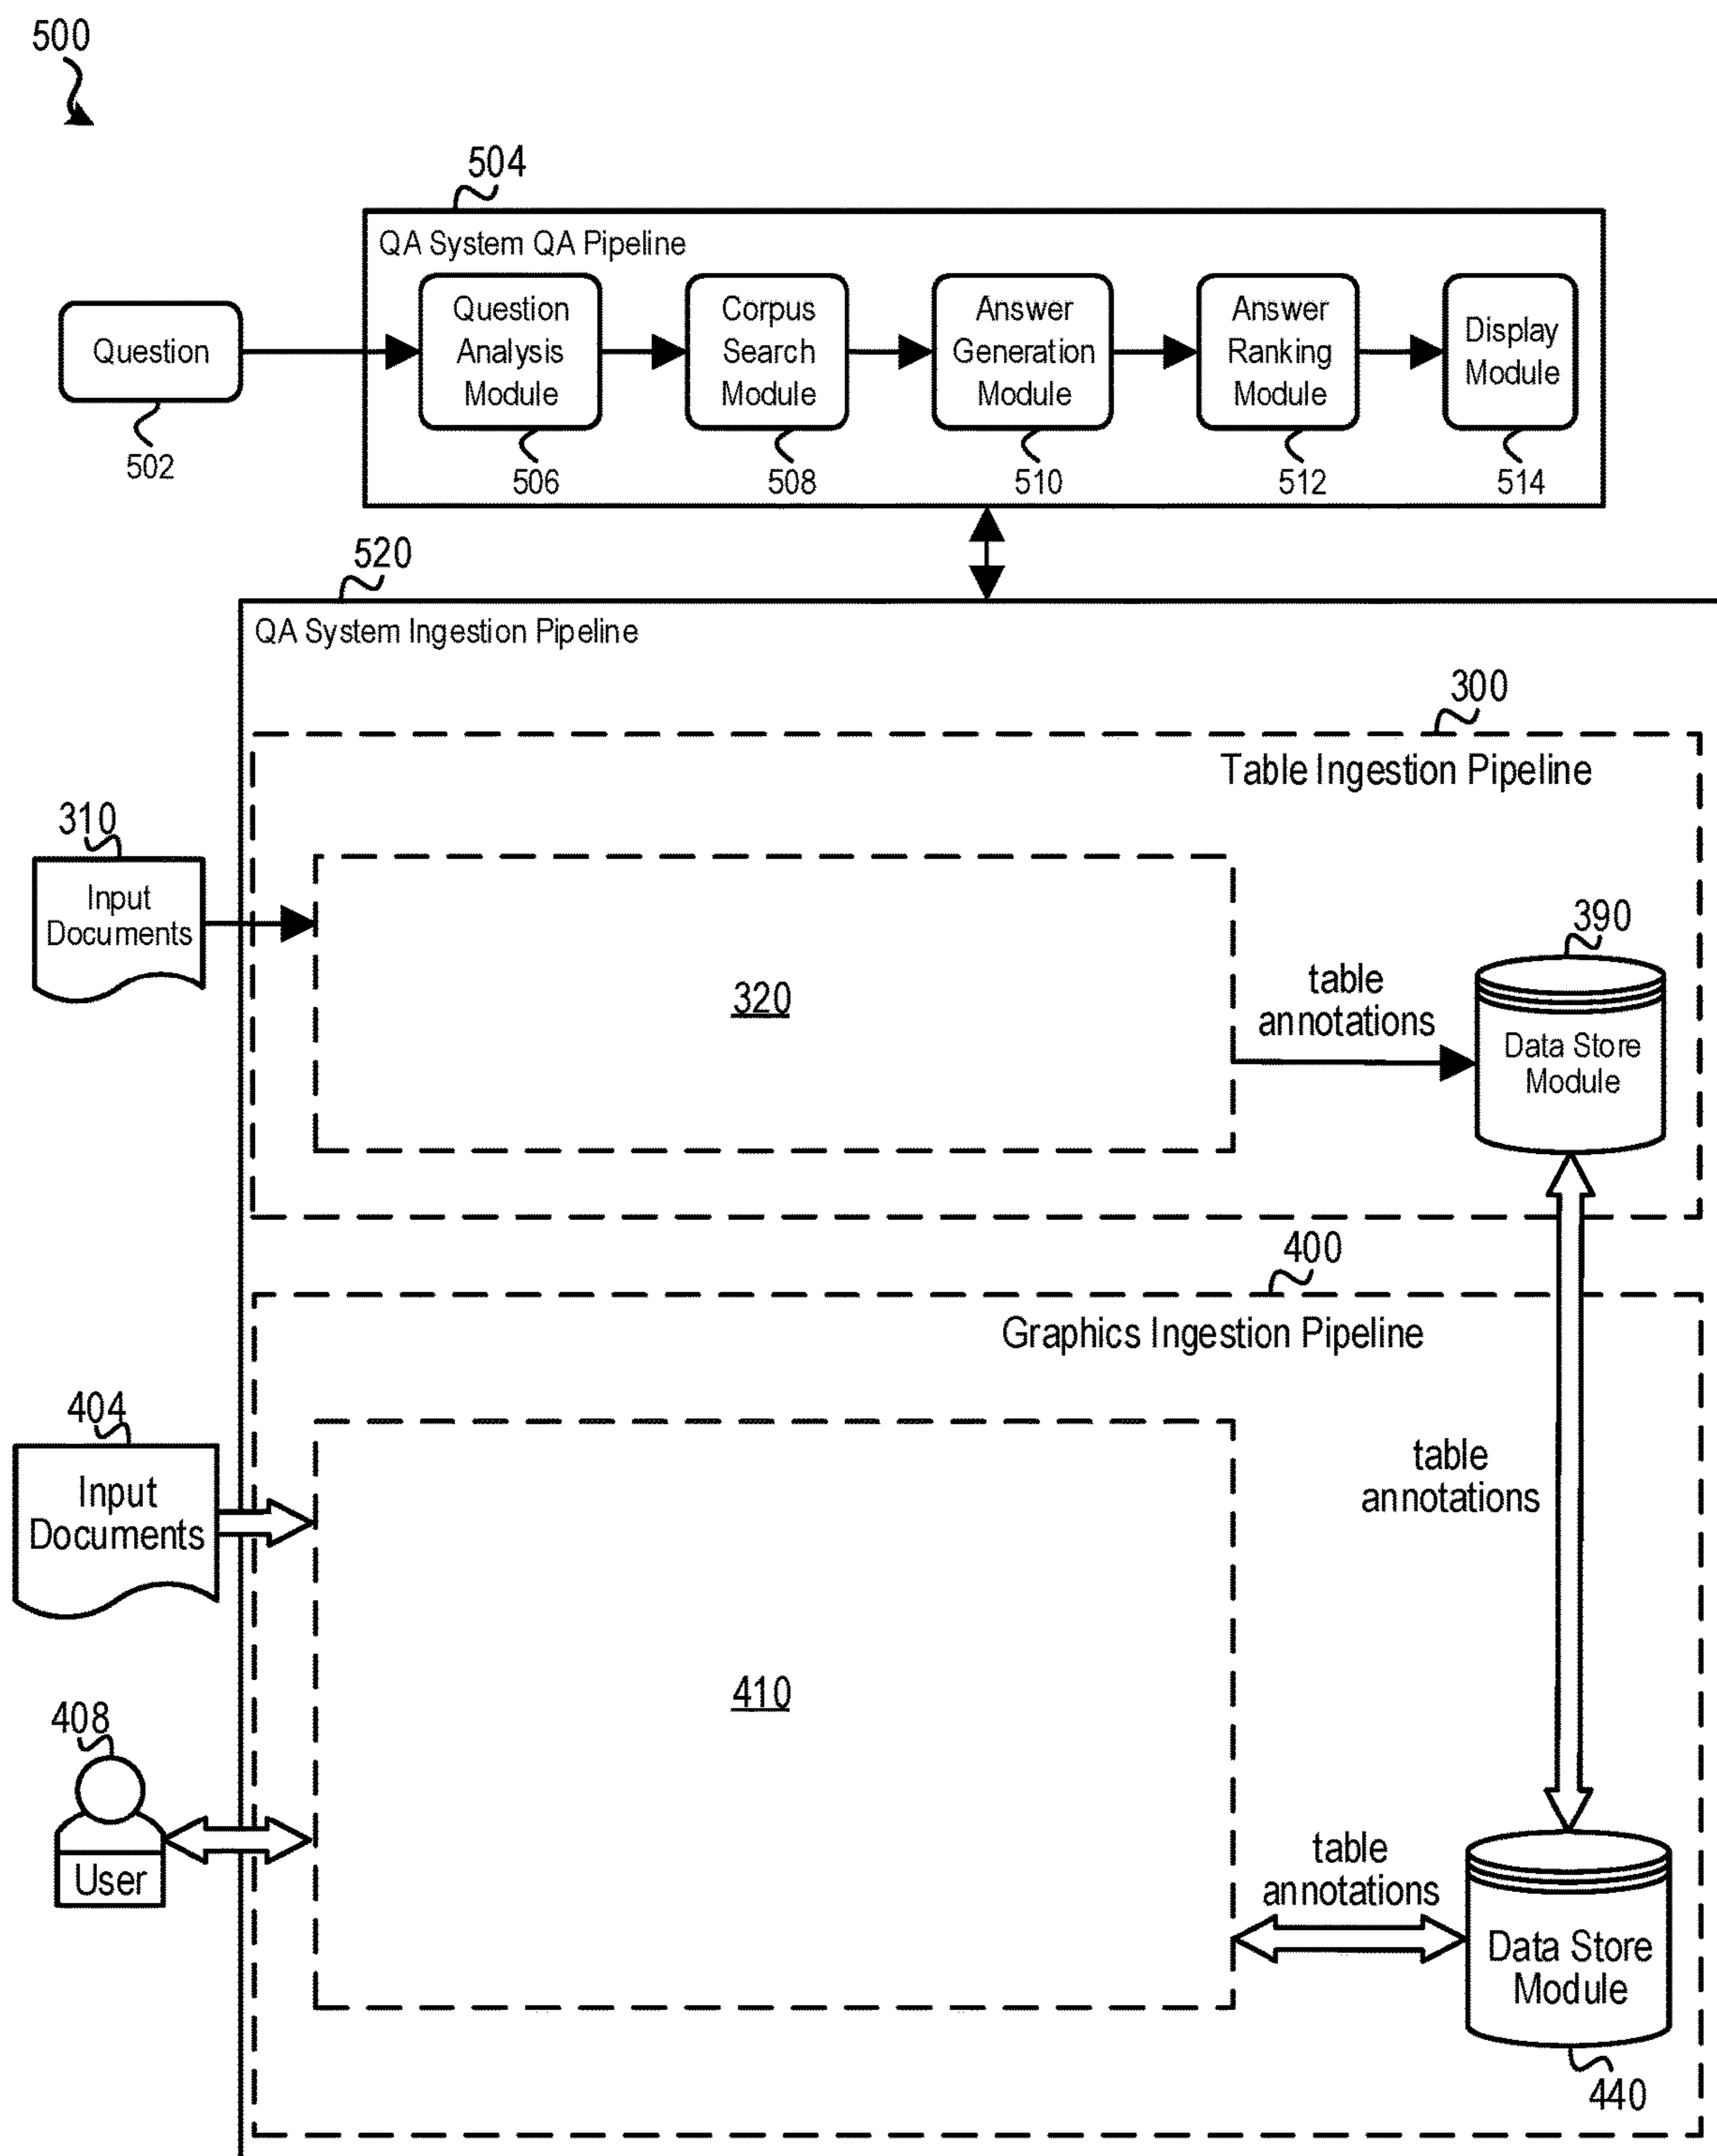 500
504
QA System QA Pipeline
Question
502
Question
Analysis
Module
506
Corpus
Search
Module
508
Answer
Generation
Module
510
Answer
Ranking
Module
512
Display
Module
514
520
QA System Ingestion Pipeline
300
Table Ingestion Pipeline
310
Input
Documents
320
table
annotations
390
Data Store
Module
400
Graphics Ingestion Pipeline
404
Input
Documents
table
annotations
410
408
User
table
annotations
Data Store
Module
440